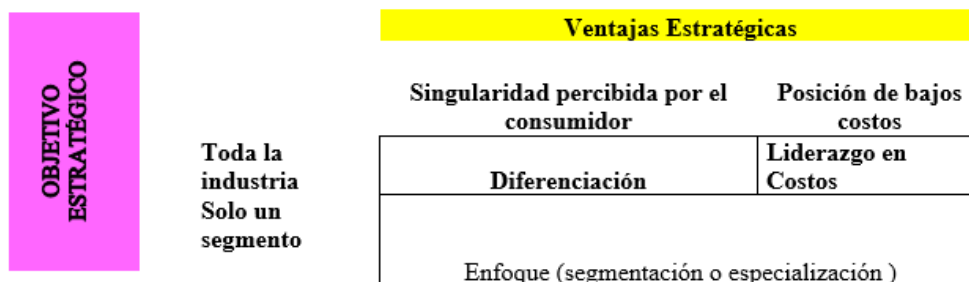 Ventajas Estratégicas
OBJETIVO
ESTRATÉGICO
Singularidad percibida por el
consumidor
Posición de bajos
costos
Toda la
industria
Solo un
segmento
Diferenciación
Liderazgo en
Costos
Enfoque (segmentación o especialización )